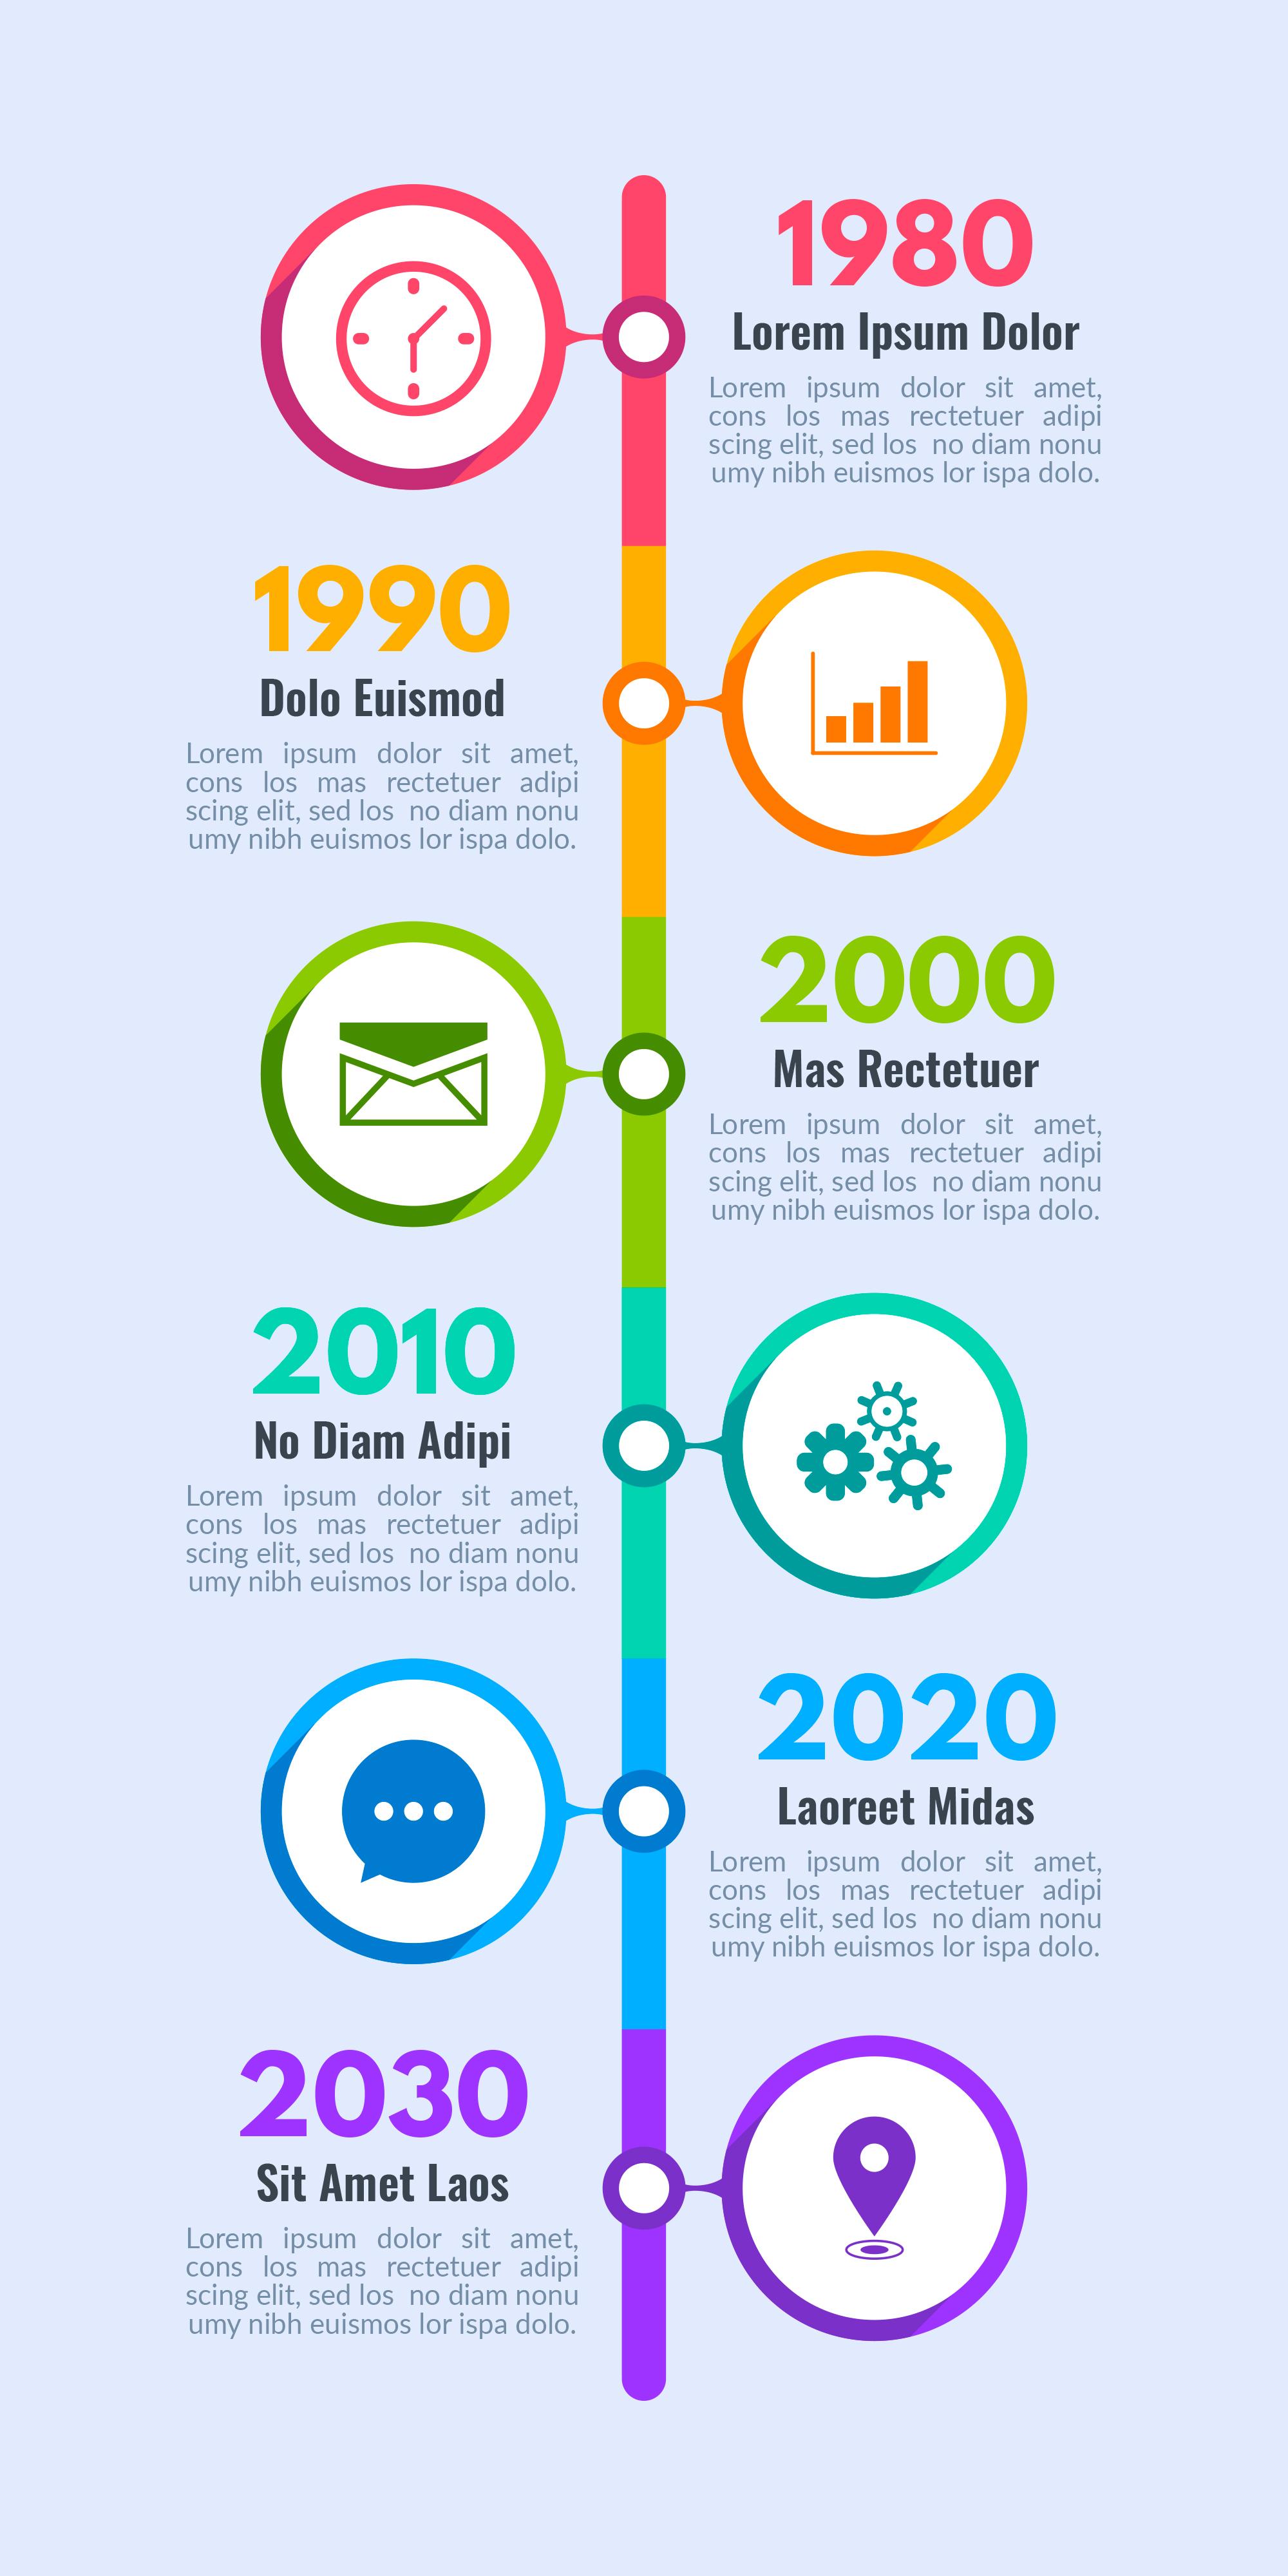 1980
Lorem Ipsum Dolor
Lorem ipsum dolor sit amet,
cons los mas rectetuer adipi
scing elit, sed los no diam nonu
umy nibh euismos lor ispa dolo.
1990
Dolo Euismod
Lorem ipsum dolor sit amet,
cons los mas rectetuer adipi
scing elit, sed los no diam nonu
umy nibh euismos lor ispa dolo.
2000
Mas Rectetuer
Lorem ipsum dolor sit amet,
cons los mas rectetuer adipi
scing elit, sed los no diam nonu
umy nibh euismos lor ispa dolo.
2010
No Diam Adipi
Lorem ipsum dolor sit amet,
cons los mas rectetuer adipi
scing elit, sed los no diam nonu
umy nibh euismos lor ispa dolo.
2020
Laoreet Midas
Lorem ipsum dolor sit amet,
cons los mas rectetuer adipi
scing elit, sed los no diam nonu
umy nibh euismos lor ispa dolo.
2030
Sit Amet Laos
Lorem ipsum dolor sit amet,
cons los mas rectetuer adipi
scing elit, sed los no diam nonu
umy nibh euismos lor ispa dolo.